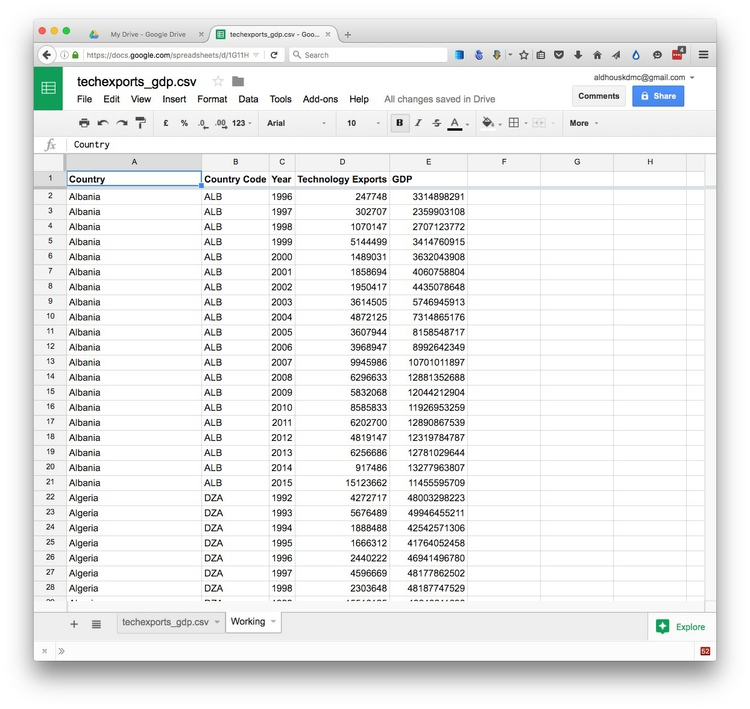 My Drive - Google Drive
techexports_gdp.csv - Goo...
https://docs.google.com/spreadsheets/d/1G11H
Search
4
techexports_gdp.csv
aldhouskdmc@gmail.com
File Edit View Insert Format Data Tools Add-ons Help All changes saved in Drive
Comments Share
£ % .0 .00 123 Arial 10 B I S A More
fx Country
A B C D E F G H
1 Country Country Code Year Technology Exports GDP
2 Albania ALB 1996 247748 3314898291
3 Albania ALB 1997 302707 2359903108
4 Albania ALB 1998 1070147 2707123772
5 Albania ALB 1999 5144499 3414760915
6 Albania ALB 2000 1489031 3632043908
7 Albania ALB 2001 1858694 4060758804
8 Albania ALB 2002 1950417 4435078648
9 Albania ALB 2003 3614505 5746945913
10 Albania ALB 2004 4872125 7314865176
11 Albania ALB 2005 3607944 8158548717
12 Albania ALB 2006 3968947 8992642349
13 Albania ALB 2007 9945986 10701011897
14 Albania ALB 2008 6296633 12881352688
15 Albania ALB 2009 5832068 12044212904
16 Albania ALB 2010 8585833 11926953259
17 Albania ALB 2011 6202700 12890867539
18 Albania ALB 2012 4819147 12319784787
19 Albania ALB 2013 6256686 12781029644
20 Albania ALB 2014 917486 13277963807
21 Albania ALB 2015 15123662 11455595709
22 Algeria DZA 1992 4272717 48003298223
23 Algeria DZA 1993 5676489 49946455211
24 Algeria DZA 1994 1888488 42542571306
25 Algeria DZA 1995 1666312 41764052458
26 Algeria DZA 1996 2440222 46941496780
27 Algeria DZA 1997 4596669 48177862502
28 Algeria DZA 1998 2303648 48187747529
techexports_gdp.csv Working Explore
52